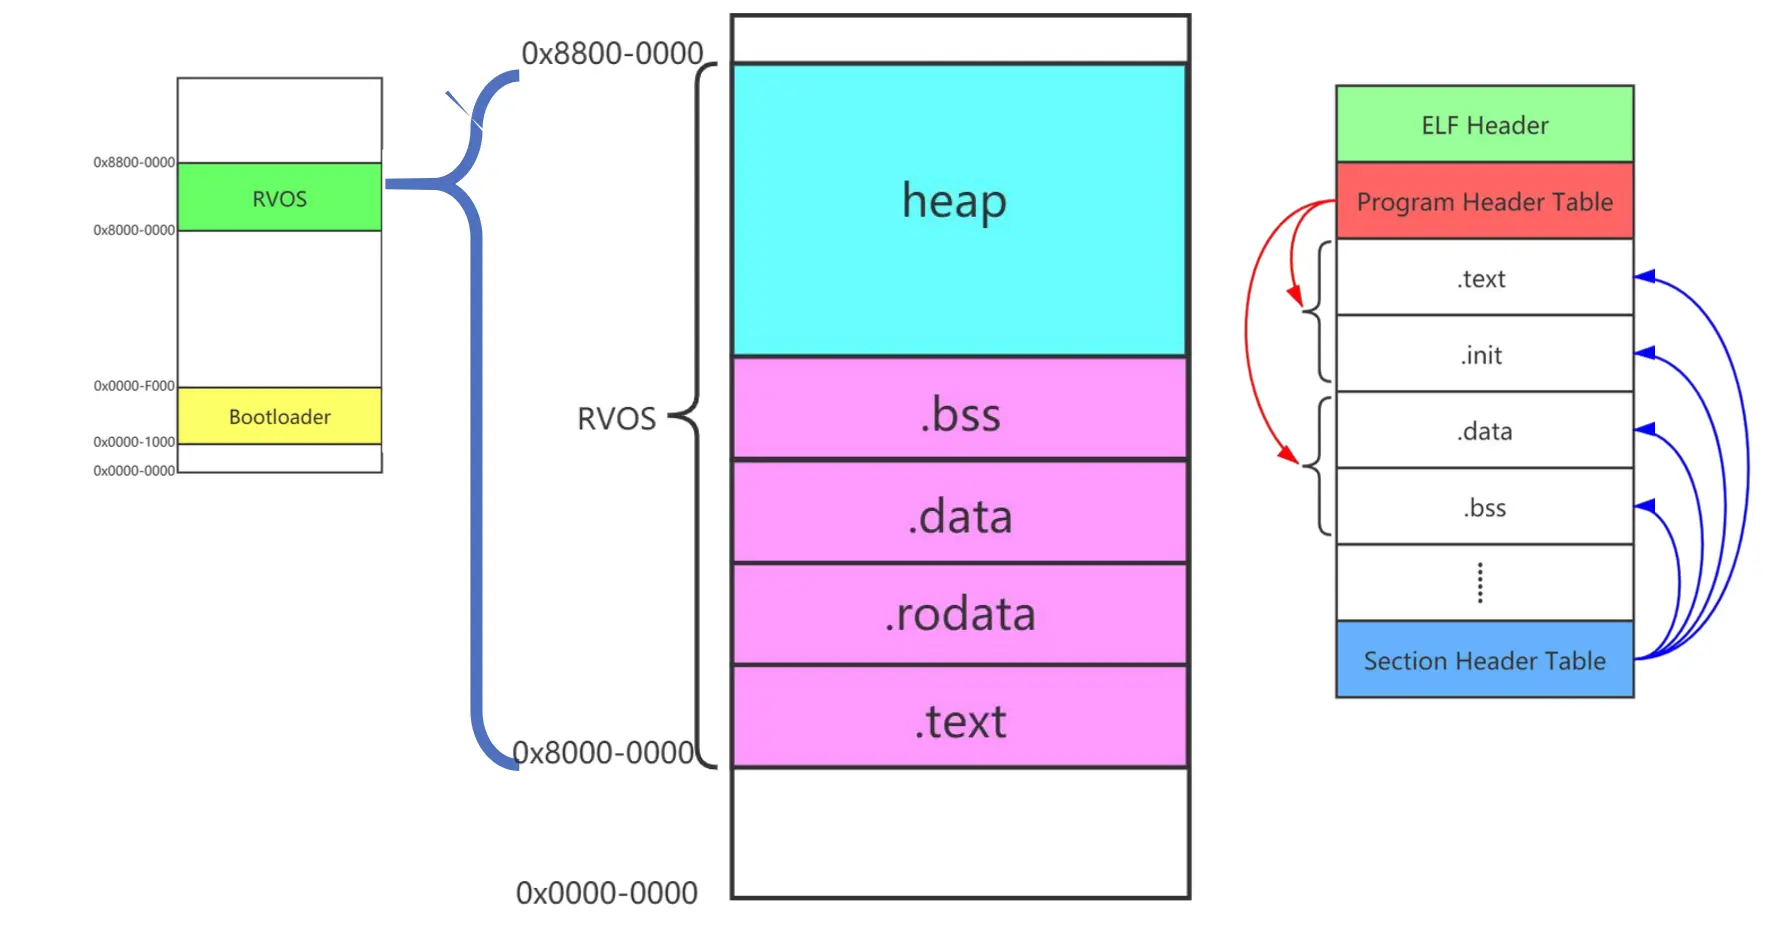 0x8800-0000
RVOS
0x8000-0000
0x0000-F000
Bootloader
0x0000-1000
0x0000-0000
0x8800-0000
RVOS
0x8000-0000
0x0000-0000
heap
.bss
.data
.rodata
.text
ELF Header
Program Header Table
.text
.init
.data
.bss
Section Header Table